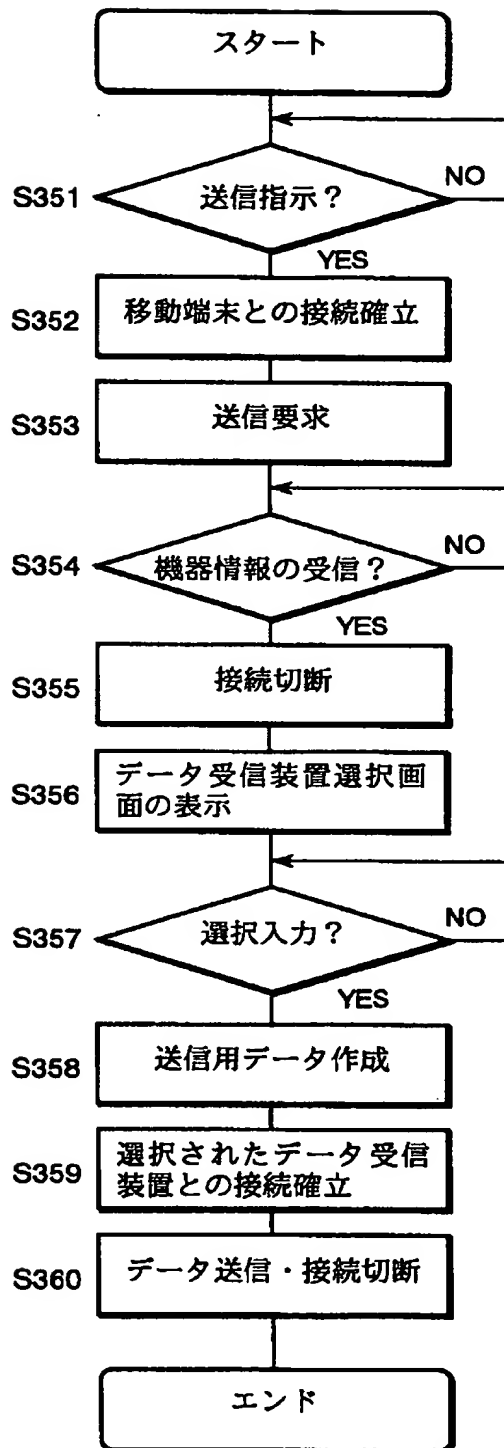 スタート
S351
送信指示？
NO
YES
S352
移動端末との接続確立
S353
送信要求
S354
機器情報の受信？
NO
YES
S355
接続切断
S356
データ受信装置選択画
面の表示
S357
選択入力？
NO
YES
S358
送信用データ作成
S359
選択されたデータ受信
装置との接続確立
S360
データ送信・接続切断
エンド